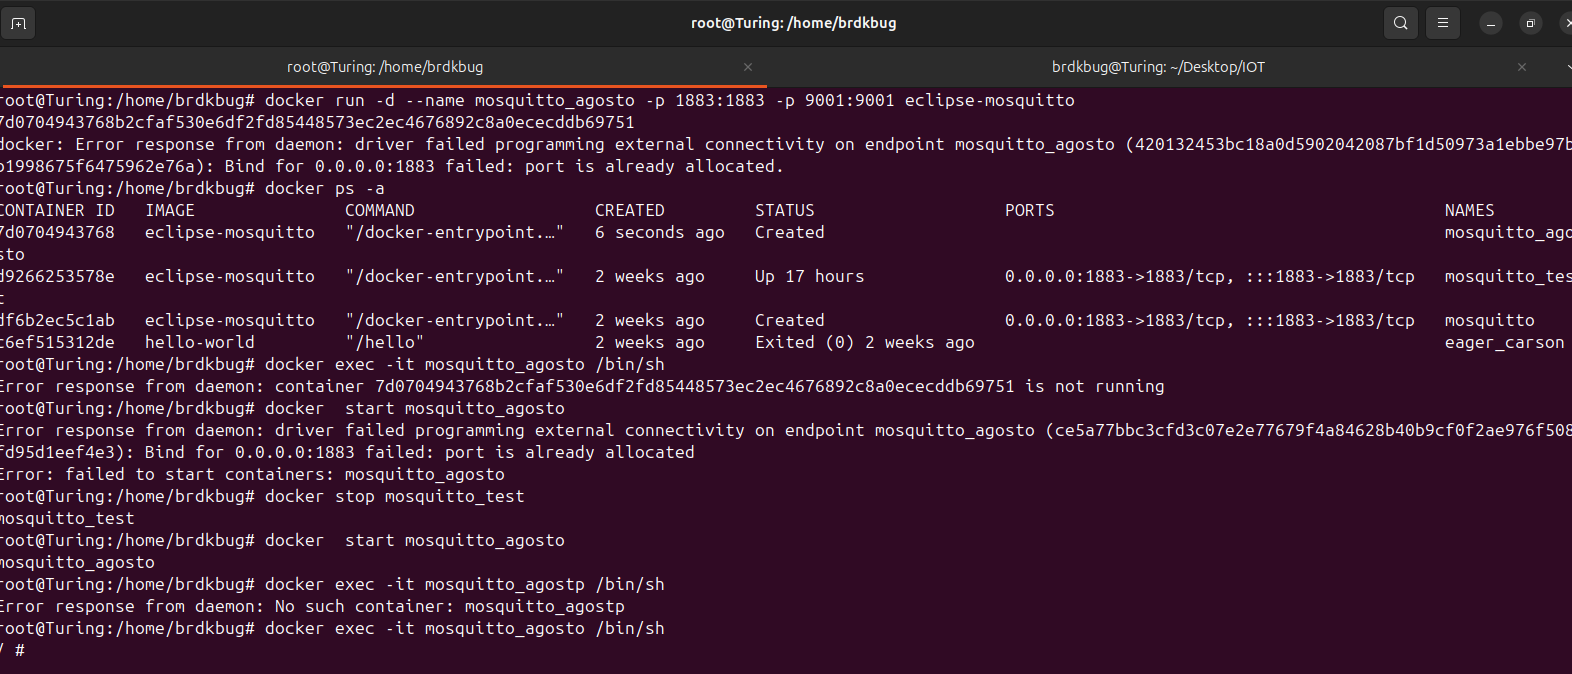 root@Turing: /home/brdkbug
root@Turing: /home/brdkbug
brdkbug@Turing: ~/Desktop/IOT
root@Turing:/home/brdkbug# docker run -d --name mosquitto_agosto -p 1883:1883 -p 9001:9001 eclipse-mosquitto
7d0704943768b2cfaf530e6df2fd85448573ec2ec4676892c8a0ececddb69751
docker: Error response from daemon: driver failed programming external connectivity on endpoint mosquitto_agosto (420132453bc18a0d5902042087bf1d50973a1ebbe97b
b1998675f6475962e76a): Bind for 0.0.0.0:1883 failed: port is already allocated.
root@Turing:/home/brdkbug# docker ps -a
CONTAINER ID   IMAGE               COMMAND                  CREATED         STATUS                   PORTS                                       NAMES
7d0704943768   eclipse-mosquitto   "/docker-entrypoint.…"   6 seconds ago   Created                                                              mosquitto_ago
sto
d9266253578e   eclipse-mosquitto   "/docker-entrypoint.…"   2 weeks ago     Up 17 hours              0.0.0.0:1883->1883/tcp, :::1883->1883/tcp   mosquitto_tes
t
df6b2ec5c1ab   eclipse-mosquitto   "/docker-entrypoint.…"   2 weeks ago     Created                  0.0.0.0:1883->1883/tcp, :::1883->1883/tcp   mosquitto
c6ef515312de   hello-world         "/hello"                 2 weeks ago     Exited (0) 2 weeks ago                                               eager_carson
root@Turing:/home/brdkbug# docker exec -it mosquitto_agosto /bin/sh
Error response from daemon: container 7d0704943768b2cfaf530e6df2fd85448573ec2ec4676892c8a0ececddb69751 is not running
root@Turing:/home/brdkbug# docker  start mosquitto_agosto
Error response from daemon: driver failed programming external connectivity on endpoint mosquitto_agosto (ce5a77bbc3cfd3c07e2e77679f4a84628b40b9cf0f2ae976f508
fd95d1eef4e3): Bind for 0.0.0.0:1883 failed: port is already allocated
Error: failed to start containers: mosquitto_agosto
root@Turing:/home/brdkbug# docker stop mosquitto_test
mosquitto_test
root@Turing:/home/brdkbug# docker  start mosquitto_agosto
mosquitto_agosto
root@Turing:/home/brdkbug# docker exec -it mosquitto_agostp /bin/sh
Error response from daemon: No such container: mosquitto_agostp
root@Turing:/home/brdkbug# docker exec -it mosquitto_agosto /bin/sh
/ #